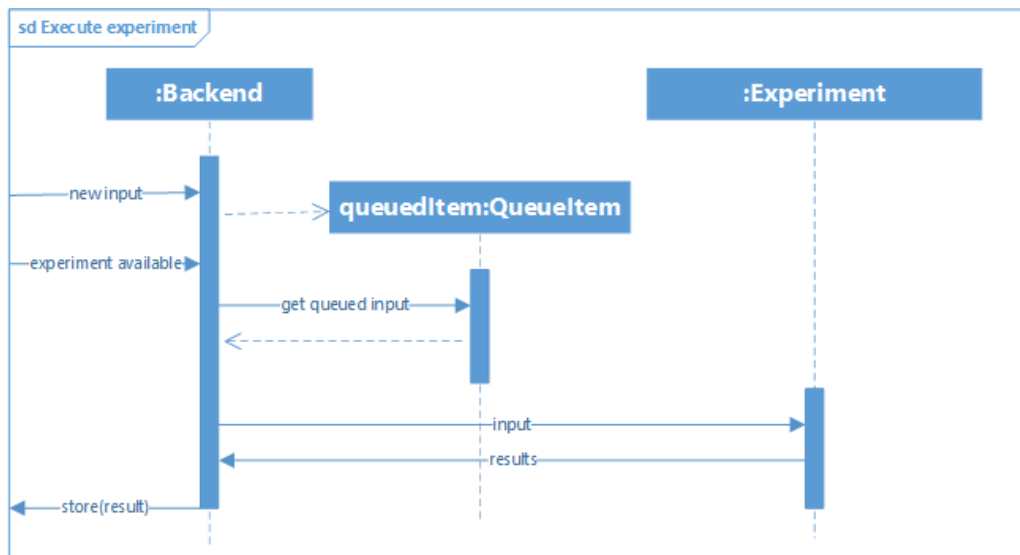 sd Execute experiment
:Backend
:Experiment
new input
queuedItem:QueueItem
experiment available
get queued input
input
results
store(result)